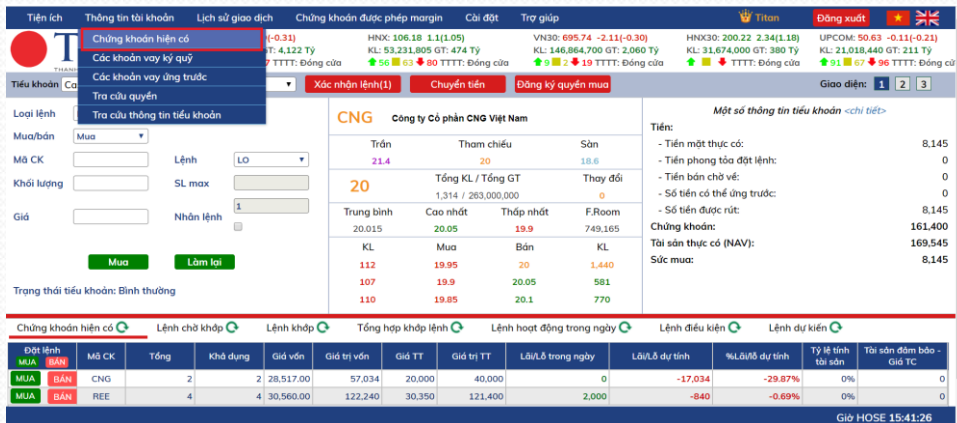 Tiện ích Thông tin tài khoản Lịch sử giao dịch Chứng khoán được phép margin Cài đặt Trợ giúp Titan Đăng xuất
Chứng khoán hiện có
Các khoản vay ký quỹ
Các khoản vay ứng trước
Tra cứu quyền
Tra cứu thông tin tiểu khoản
(-0.31) HNX: 106.18 1.1(1.05) VN30: 695.74 -2.11(-0.30) HNX30: 200.22 2.34(1.18) UPCOM: 50.63 -0.11(-0.21)
GT: 4,122 Tỷ KL: 53,231,805 GT: 474 Tỷ KL: 146,864,700 GT: 2,060 Tỷ KL: 31,674,000 GT: 380 Tỷ KL: 21,018,440 GT: 211 Tỷ
7 TTTT: Đóng cửa 56 63 80 TTTT: Đóng cửa 9 2 19 TTTT: Đóng cửa TTTT: Đóng cửa 91 67 96 TTTT: Đóng cử
T
THANH
Tiểu khoản Ca Xác nhận lệnh(1) Chuyển tiền Đăng ký quyền mua Giao diện: 1 2 3
Loại lệnh
Mua/bán Mua
Mã CK Lệnh LO
Khối lượng SL max
Giá Nhân lệnh 1
Mua Làm lại
Trạng thái tiểu khoản: Bình thường
CNG Công ty Cổ phần CNG Việt Nam
Trần Tham chiếu Sàn
21.4 20 18.6
20 Tổng KL / Tổng GT Thay đổi
1,314 / 263,000,000 0
Trung bình Cao nhất Thấp nhất F.Room
20.015 20.05 19.9 749,165
KL Mua Bán KL
112 19.95 20 1,440
107 19.9 20.05 581
110 19.85 20.1 770
Một số thông tin tiểu khoản <chi tiết>
Tiền:
- Tiền mặt thực có: 8,145
- Tiền phong tỏa đặt lệnh: 0
- Tiền bán chờ về: 0
- Số tiền có thể ứng trước: 0
- Số tiền được rút: 8,145
Chứng khoán: 161,400
Tài sản thực có (NAV): 169,545
Sức mua: 8,145
Chứng khoán hiện có Lệnh chờ khớp Lệnh khớp Tổng hợp khớp lệnh Lệnh hoạt động trong ngày Lệnh điều kiện Lệnh dự kiến
Đặt lệnh MUA BÁN Mã CK Tổng Khả dụng Giá vốn Giá trị vốn Giá TT Giá trị TT Lãi/Lỗ trong ngày Lãi/Lỗ dự tính %Lãi/lỗ dự tính Tỷ lệ tính tài sản Tài sản đảm bảo - Giá TC
MUA BÁN CNG 2 2 28,517.00 57,034 20,000 40,000 0 -17,034 -29.87% 0% 0
MUA BÁN REE 4 4 30,560.00 122,240 30,350 121,400 2,000 -840 -0.69% 0% 0
Giờ HOSE 15:41:26